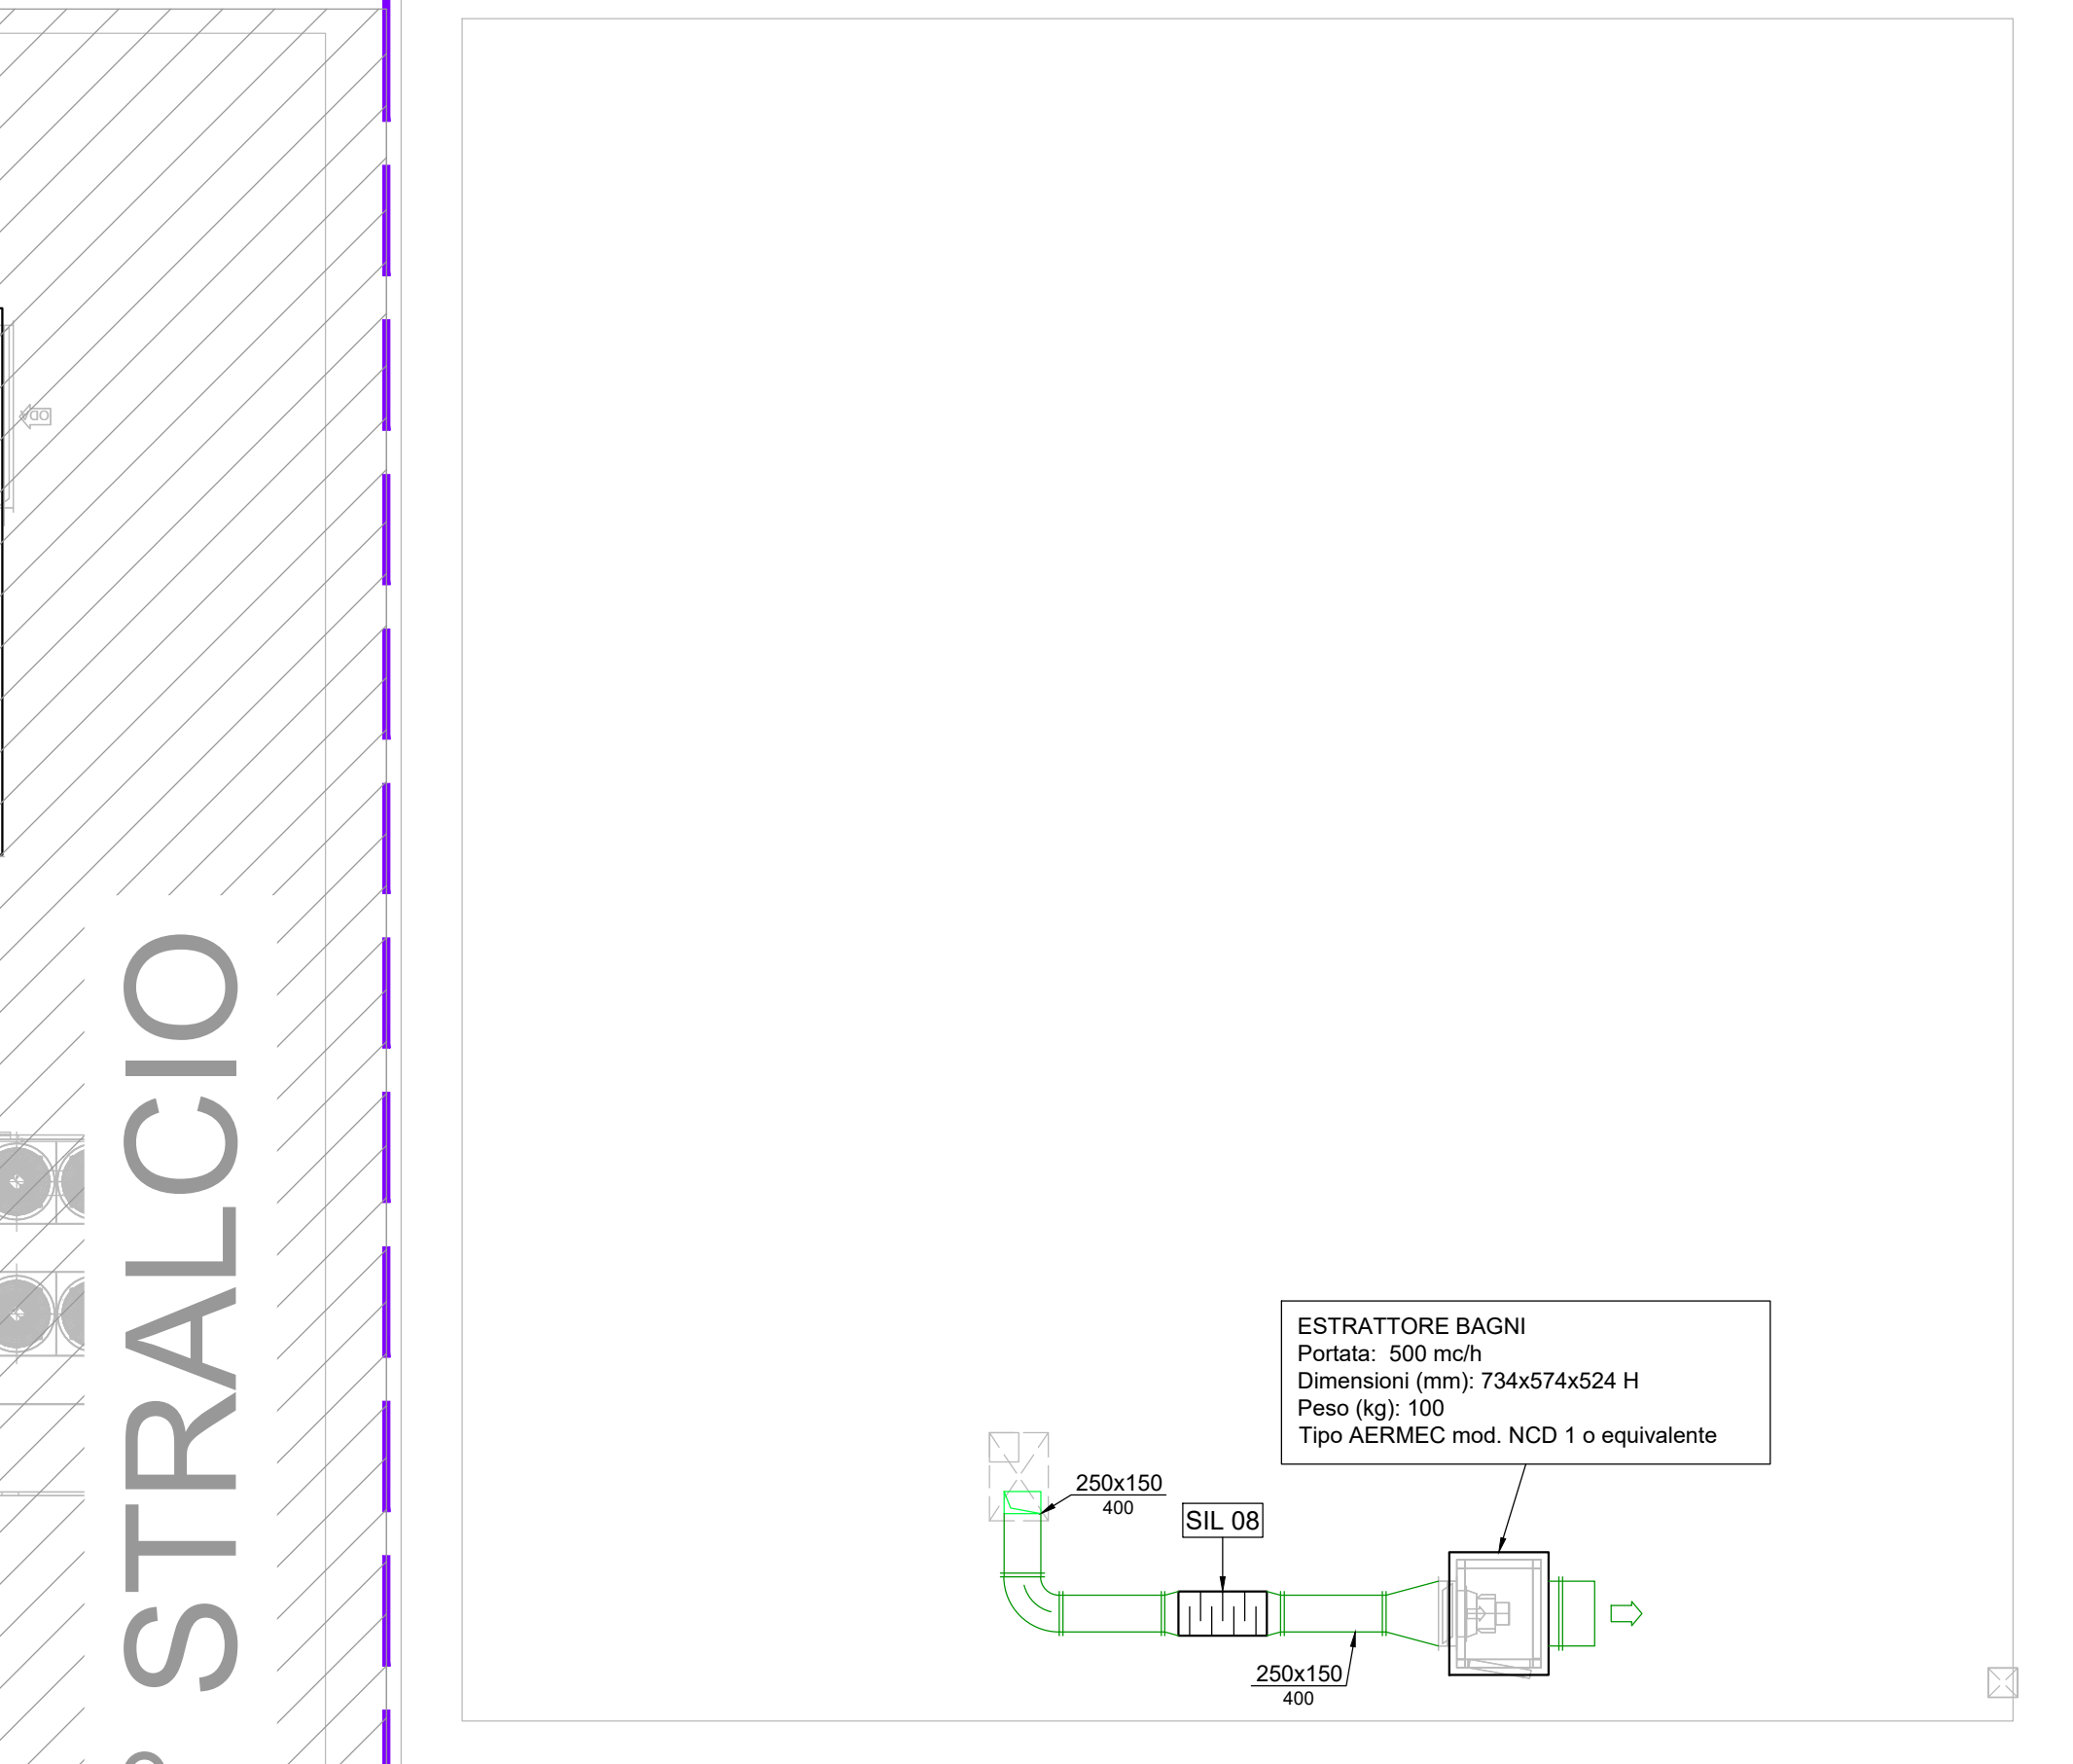 ODA
STRALCIO
ESTRATTORE BAGNI
Portata:  500 mc/h
Dimensioni (mm): 734x574x524 H
Peso (kg): 100
Tipo AERMEC mod. NCD 1 o equivalente
250x150
400
SIL 08
250x150
400